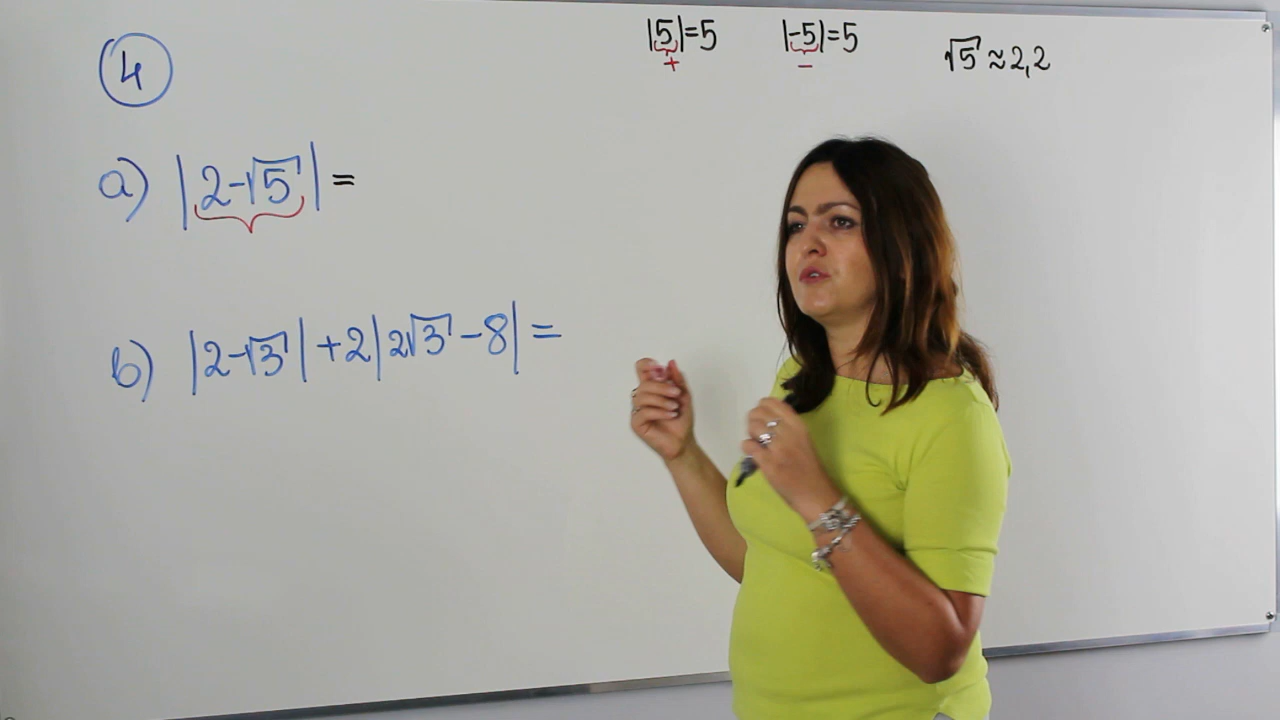 4
|5|=5 |-5|=5 √5 ≈2,2
+ −
a) |2-√5| =
b) |2-√3| +2|2√3 -8| =